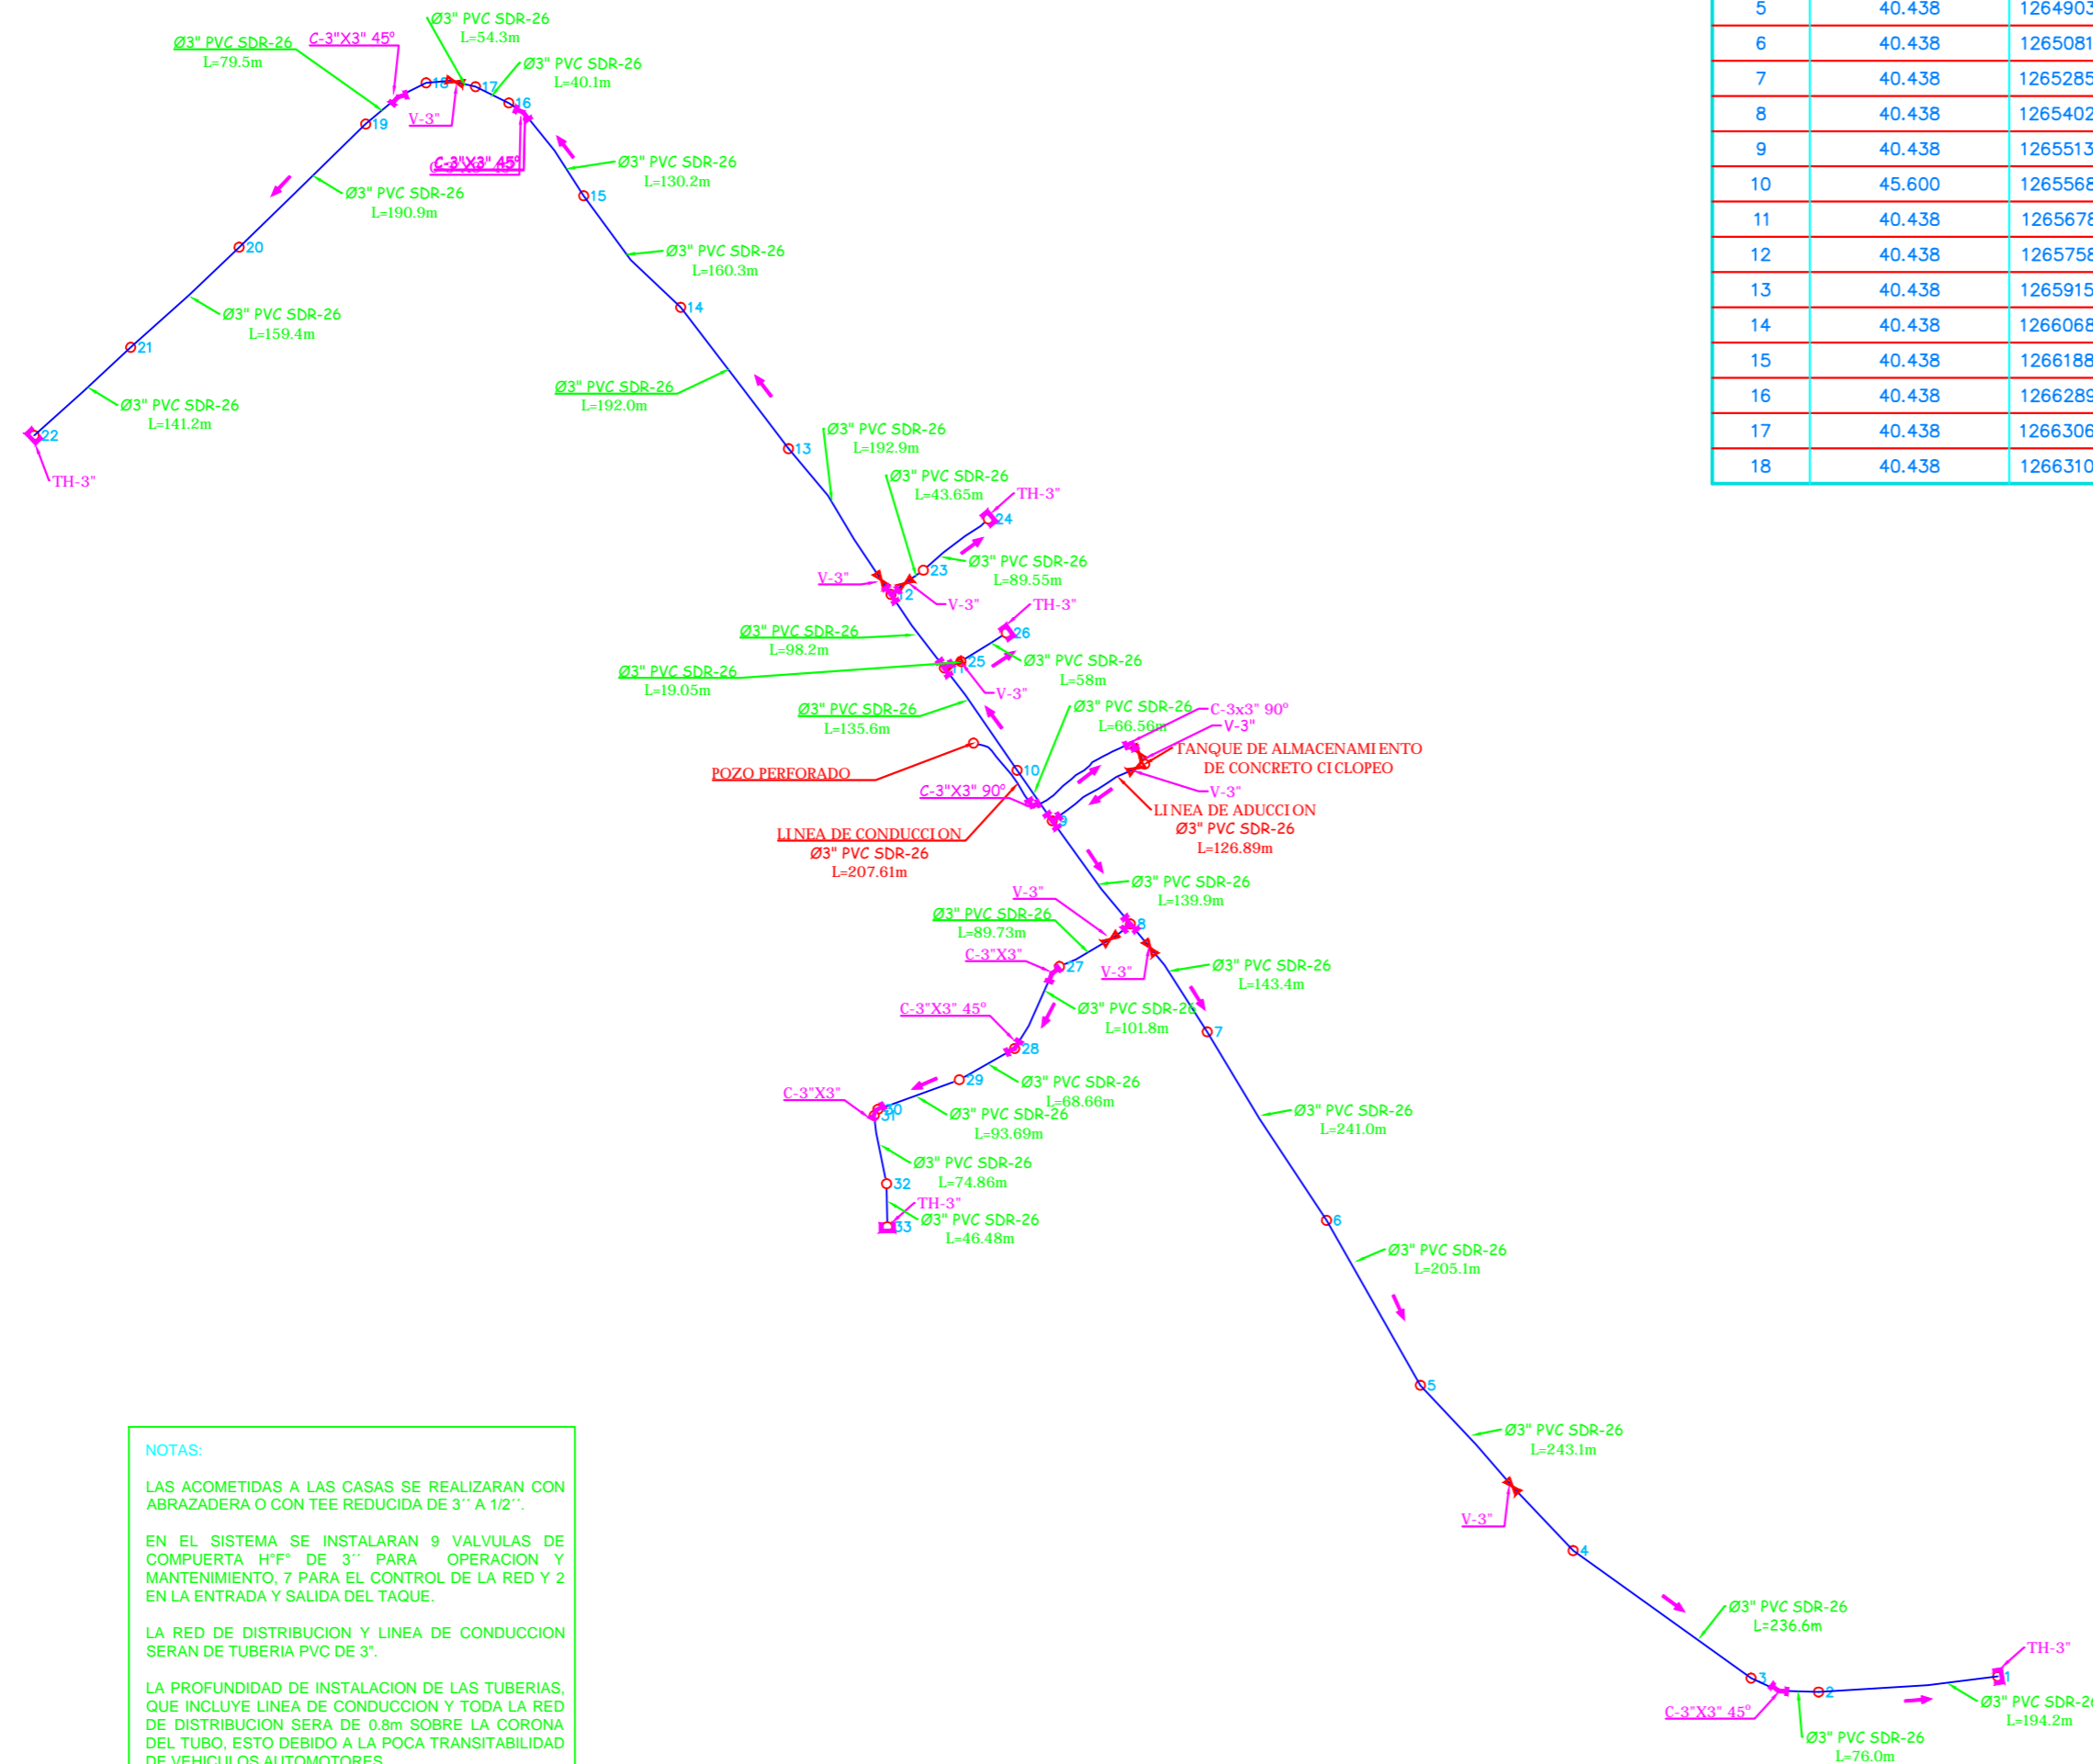 Ø3" PVC SDR-26
L=54.3m
Ø3" PVC SDR-26
L=79.5m
C-3"X3" 45°
Ø3" PVC SDR-26
L=40.1m
18
17
16
19
V-3"
C-3"X3" 45°
Ø3" PVC SDR-26
L=130.2m
15
Ø3" PVC SDR-26
L=190.9m
20
Ø3" PVC SDR-26
L=160.3m
14
Ø3" PVC SDR-26
L=159.4m
21
Ø3" PVC SDR-26
L=192.0m
Ø3" PVC SDR-26
L=141.2m
22
TH-3"
13
Ø3" PVC SDR-26
L=192.9m
Ø3" PVC SDR-26
L=43.65m
TH-3"
24
Ø3" PVC SDR-26
L=89.55m
23
V-3"
12
V-3"
TH-3"
26
Ø3" PVC SDR-26
L=98.2m
25
Ø3" PVC SDR-26
L=58m
Ø3" PVC SDR-26
L=19.05m
11
V-3"
Ø3" PVC SDR-26
L=135.6m
Ø3" PVC SDR-26
L=66.56m
C-3x3" 90°
V-3"
TANQUE DE ALMACENAMIENTO
DE CONCRETO CICLOPEO
POZO PERFORADO
10
C-3"X3" 90°
V-3"
LINEA DE ADUCCION
Ø3" PVC SDR-26
L=126.89m
9
LINEA DE CONDUCCION
Ø3" PVC SDR-26
L=207.61m
Ø3" PVC SDR-26
L=139.9m
V-3"
Ø3" PVC SDR-26
L=89.73m
8
C-3"X3"
27
V-3"
Ø3" PVC SDR-26
L=143.4m
C-3"X3" 45°
Ø3" PVC SDR-26
L=101.8m
7
28
29
Ø3" PVC SDR-26
L=68.66m
C-3"X3"
30
31
Ø3" PVC SDR-26
L=93.69m
Ø3" PVC SDR-26
L=241.0m
Ø3" PVC SDR-26
L=74.86m
32
TH-3"
33
Ø3" PVC SDR-26
L=46.48m
6
Ø3" PVC SDR-26
L=205.1m
5
Ø3" PVC SDR-26
L=243.1m
V-3"
4
Ø3" PVC SDR-26
L=236.6m
TH-3"
1
3
2
C-3"X3" 45°
Ø3" PVC SDR-26
L=194.2m
Ø3" PVC SDR-26
L=76.0m
5 40.438 1264903
6 40.438 1265081
7 40.438 1265285
8 40.438 1265402
9 40.438 1265513
10 45.600 1265568
11 40.438 1265678
12 40.438 1265758
13 40.438 1265915
14 40.438 1266068
15 40.438 1266188
16 40.438 1266289
17 40.438 1266306
18 40.438 1266310
NOTAS:
LAS ACOMETIDAS A LAS CASAS SE REALIZARAN CON
ABRAZADERA O CON TEE REDUCIDA DE 3´´ A 1/2´´.
EN EL SISTEMA SE INSTALARAN 9 VALVULAS DE
COMPUERTA H°F° DE 3´´ PARA OPERACION Y
MANTENIMIENTO, 7 PARA EL CONTROL DE LA RED Y 2
EN LA ENTRADA Y SALIDA DEL TAQUE.
LA RED DE DISTRIBUCION Y LINEA DE CONDUCCION
SERAN DE TUBERIA PVC DE 3".
LA PROFUNDIDAD DE INSTALACION DE LAS TUBERIAS,
QUE INCLUYE LINEA DE CONDUCCION Y TODA LA RED
DE DISTRIBUCION SERA DE 0.8m SOBRE LA CORONA
DEL TUBO, ESTO DEBIDO A LA POCA TRANSITABILIDAD
DE VEHICULOS AUTOMOTORES